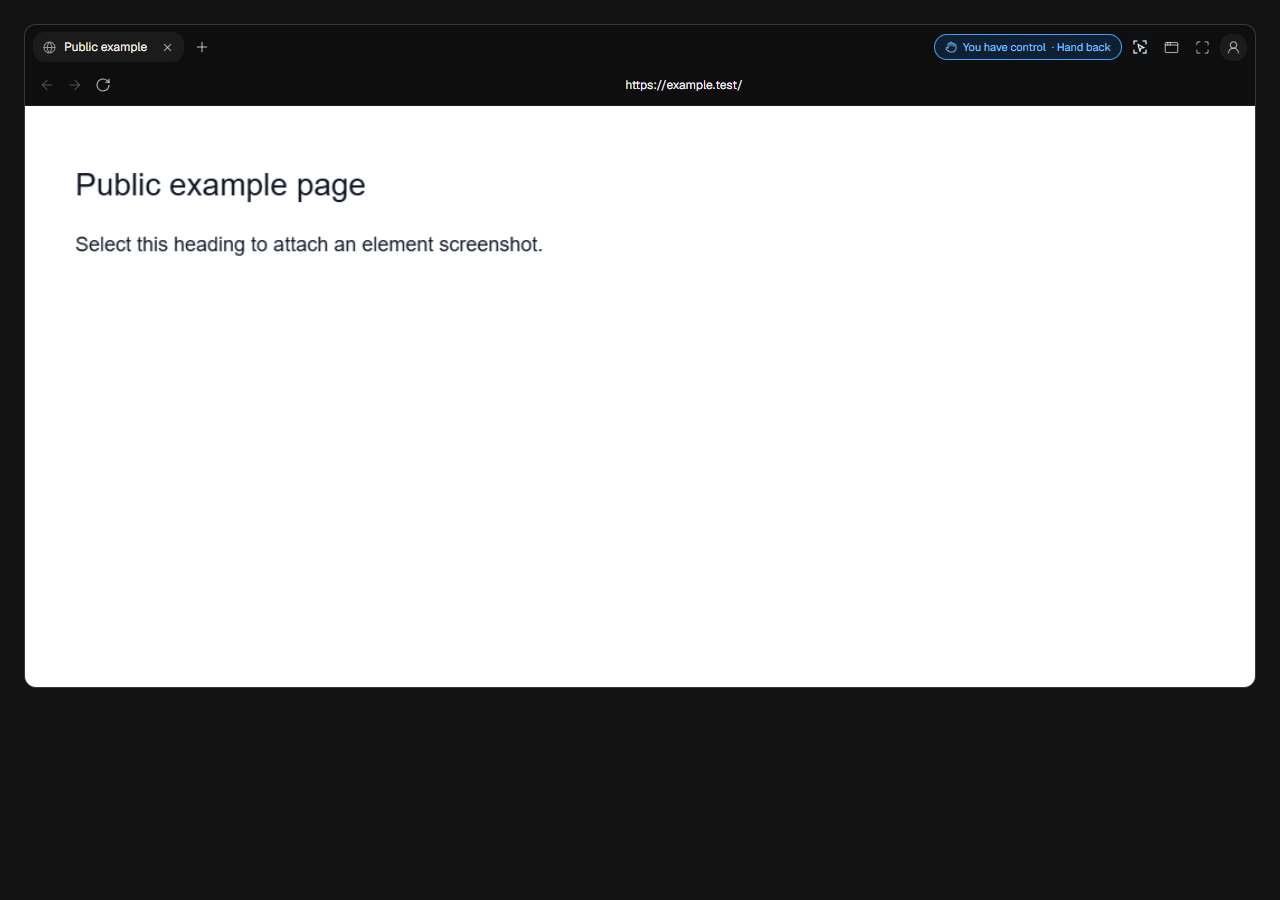 Public example
You have control · Hand back
https://example.test/
Public example page
Select this heading to attach an element screenshot.